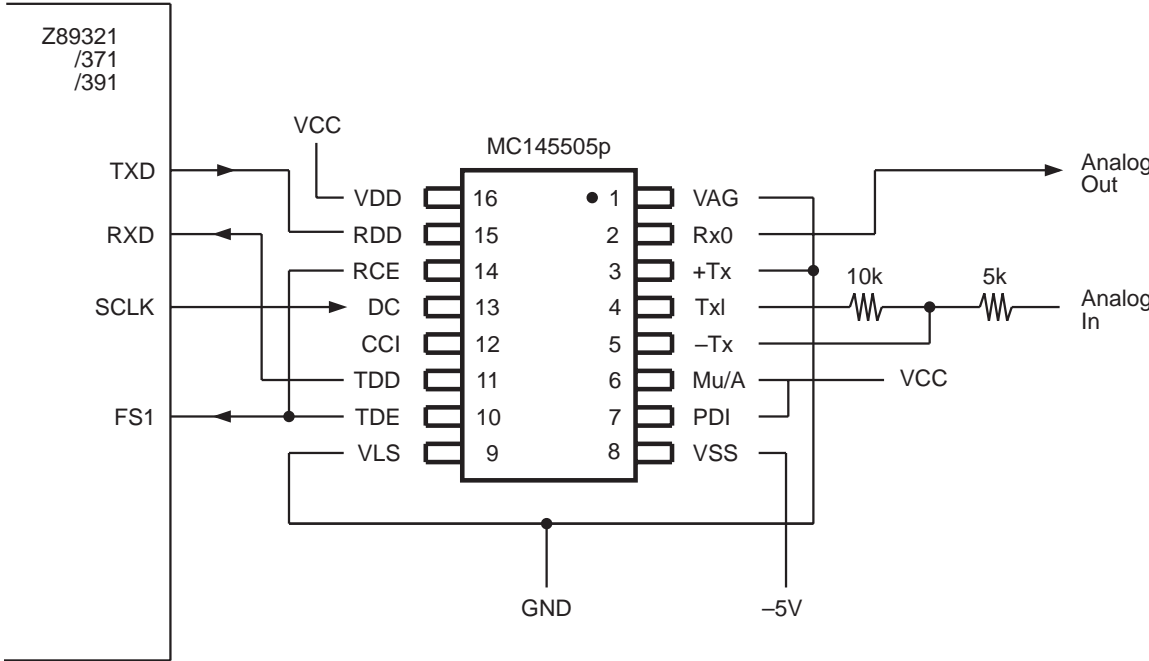 Z89321
/371
/391
TXD
RXD
SCLK
FS1
VCC
MC145505p
VDD 16
RDD 15
RCE 14
DC 13
CCI 12
TDD 11
TDE 10
VLS 9
1 VAG
2 Rx0
3 +Tx
4 TxI
5 –Tx
6 Mu/A
7 PDI
8 VSS
10k
5k
Analog
Out
Analog
In
VCC
GND
–5V